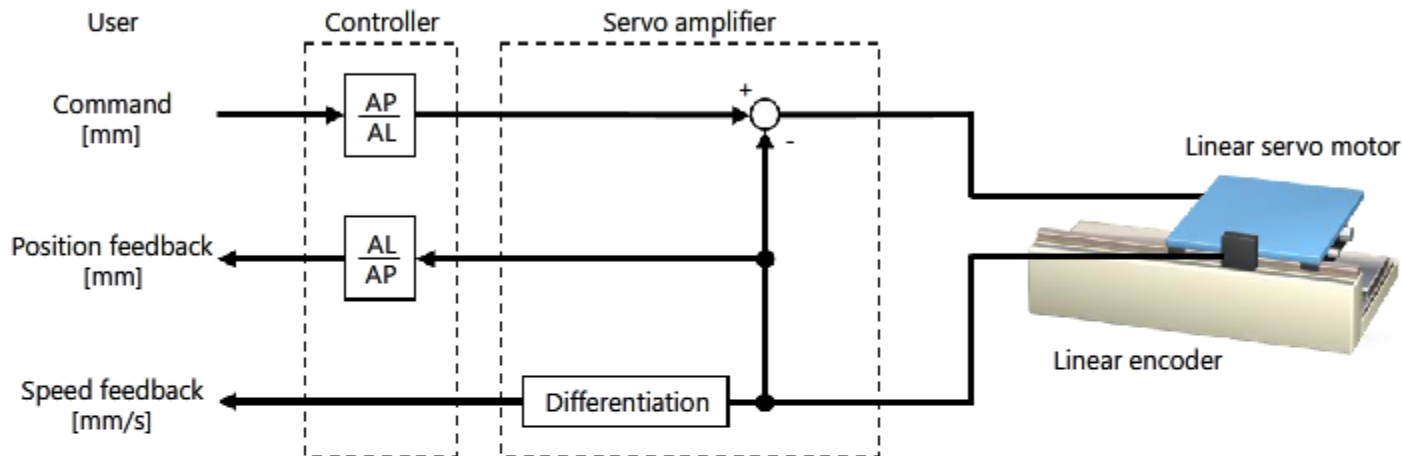 User
Controller
Servo amplifier
Command
[mm]
AP
AL
+
-
Linear servo motor
Position feedback
[mm]
AL
AP
Linear encoder
Speed feedback
[mm/s]
Differentiation